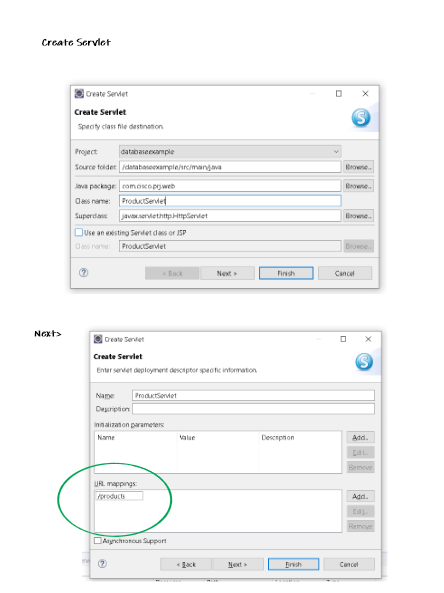 Create Servlet
Create Servlet
Create Servlet
Specify class file destination.
Project: databaseexample
Source folder: /databaseexample/src/main/java Browse...
Java package: com.cisco.prj.web Browse...
Class name: ProductServlet
Superclass: javax.servlet.http.HttpServlet Browse...
Use an existing Servlet class or JSP
Class name: ProductServlet Browse...
< Back Next > Finish Cancel
Next>
Create Servlet
Create Servlet
Enter servlet deployment descriptor specific information.
Name: ProductServlet
Description:
Initialization parameters:
Name Value Description Add...
Edit...
Remove
URL mappings:
/products Add...
Edit...
Remove
Asynchronous Support
< Back Next > Finish Cancel